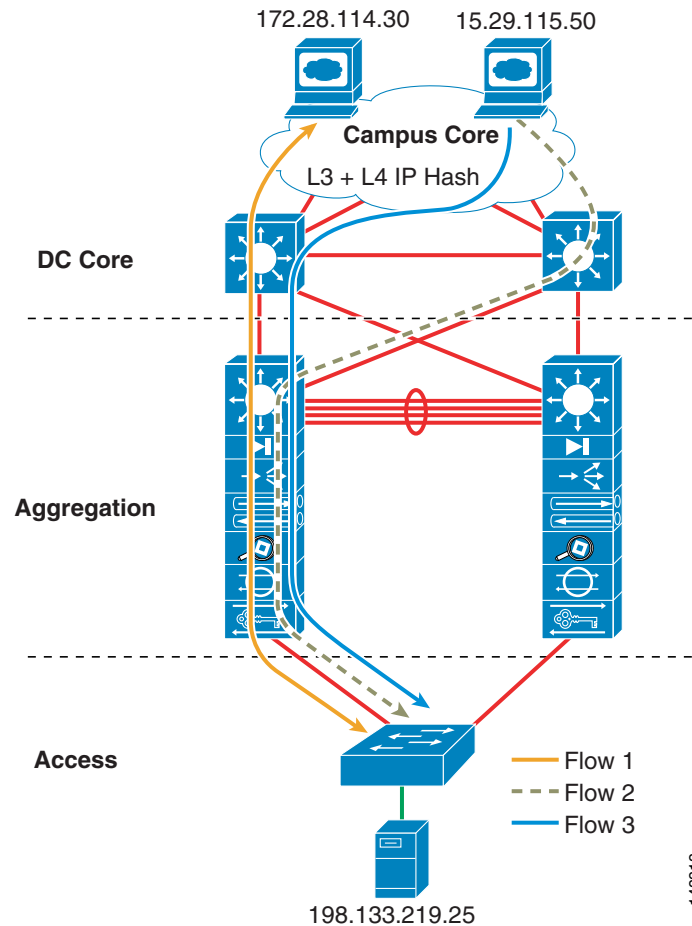 172.28.114.30
15.29.115.50
Campus Core
L3 + L4 IP Hash
DC Core
Aggregation
Access
Flow 1
Flow 2
Flow 3
198.133.219.25